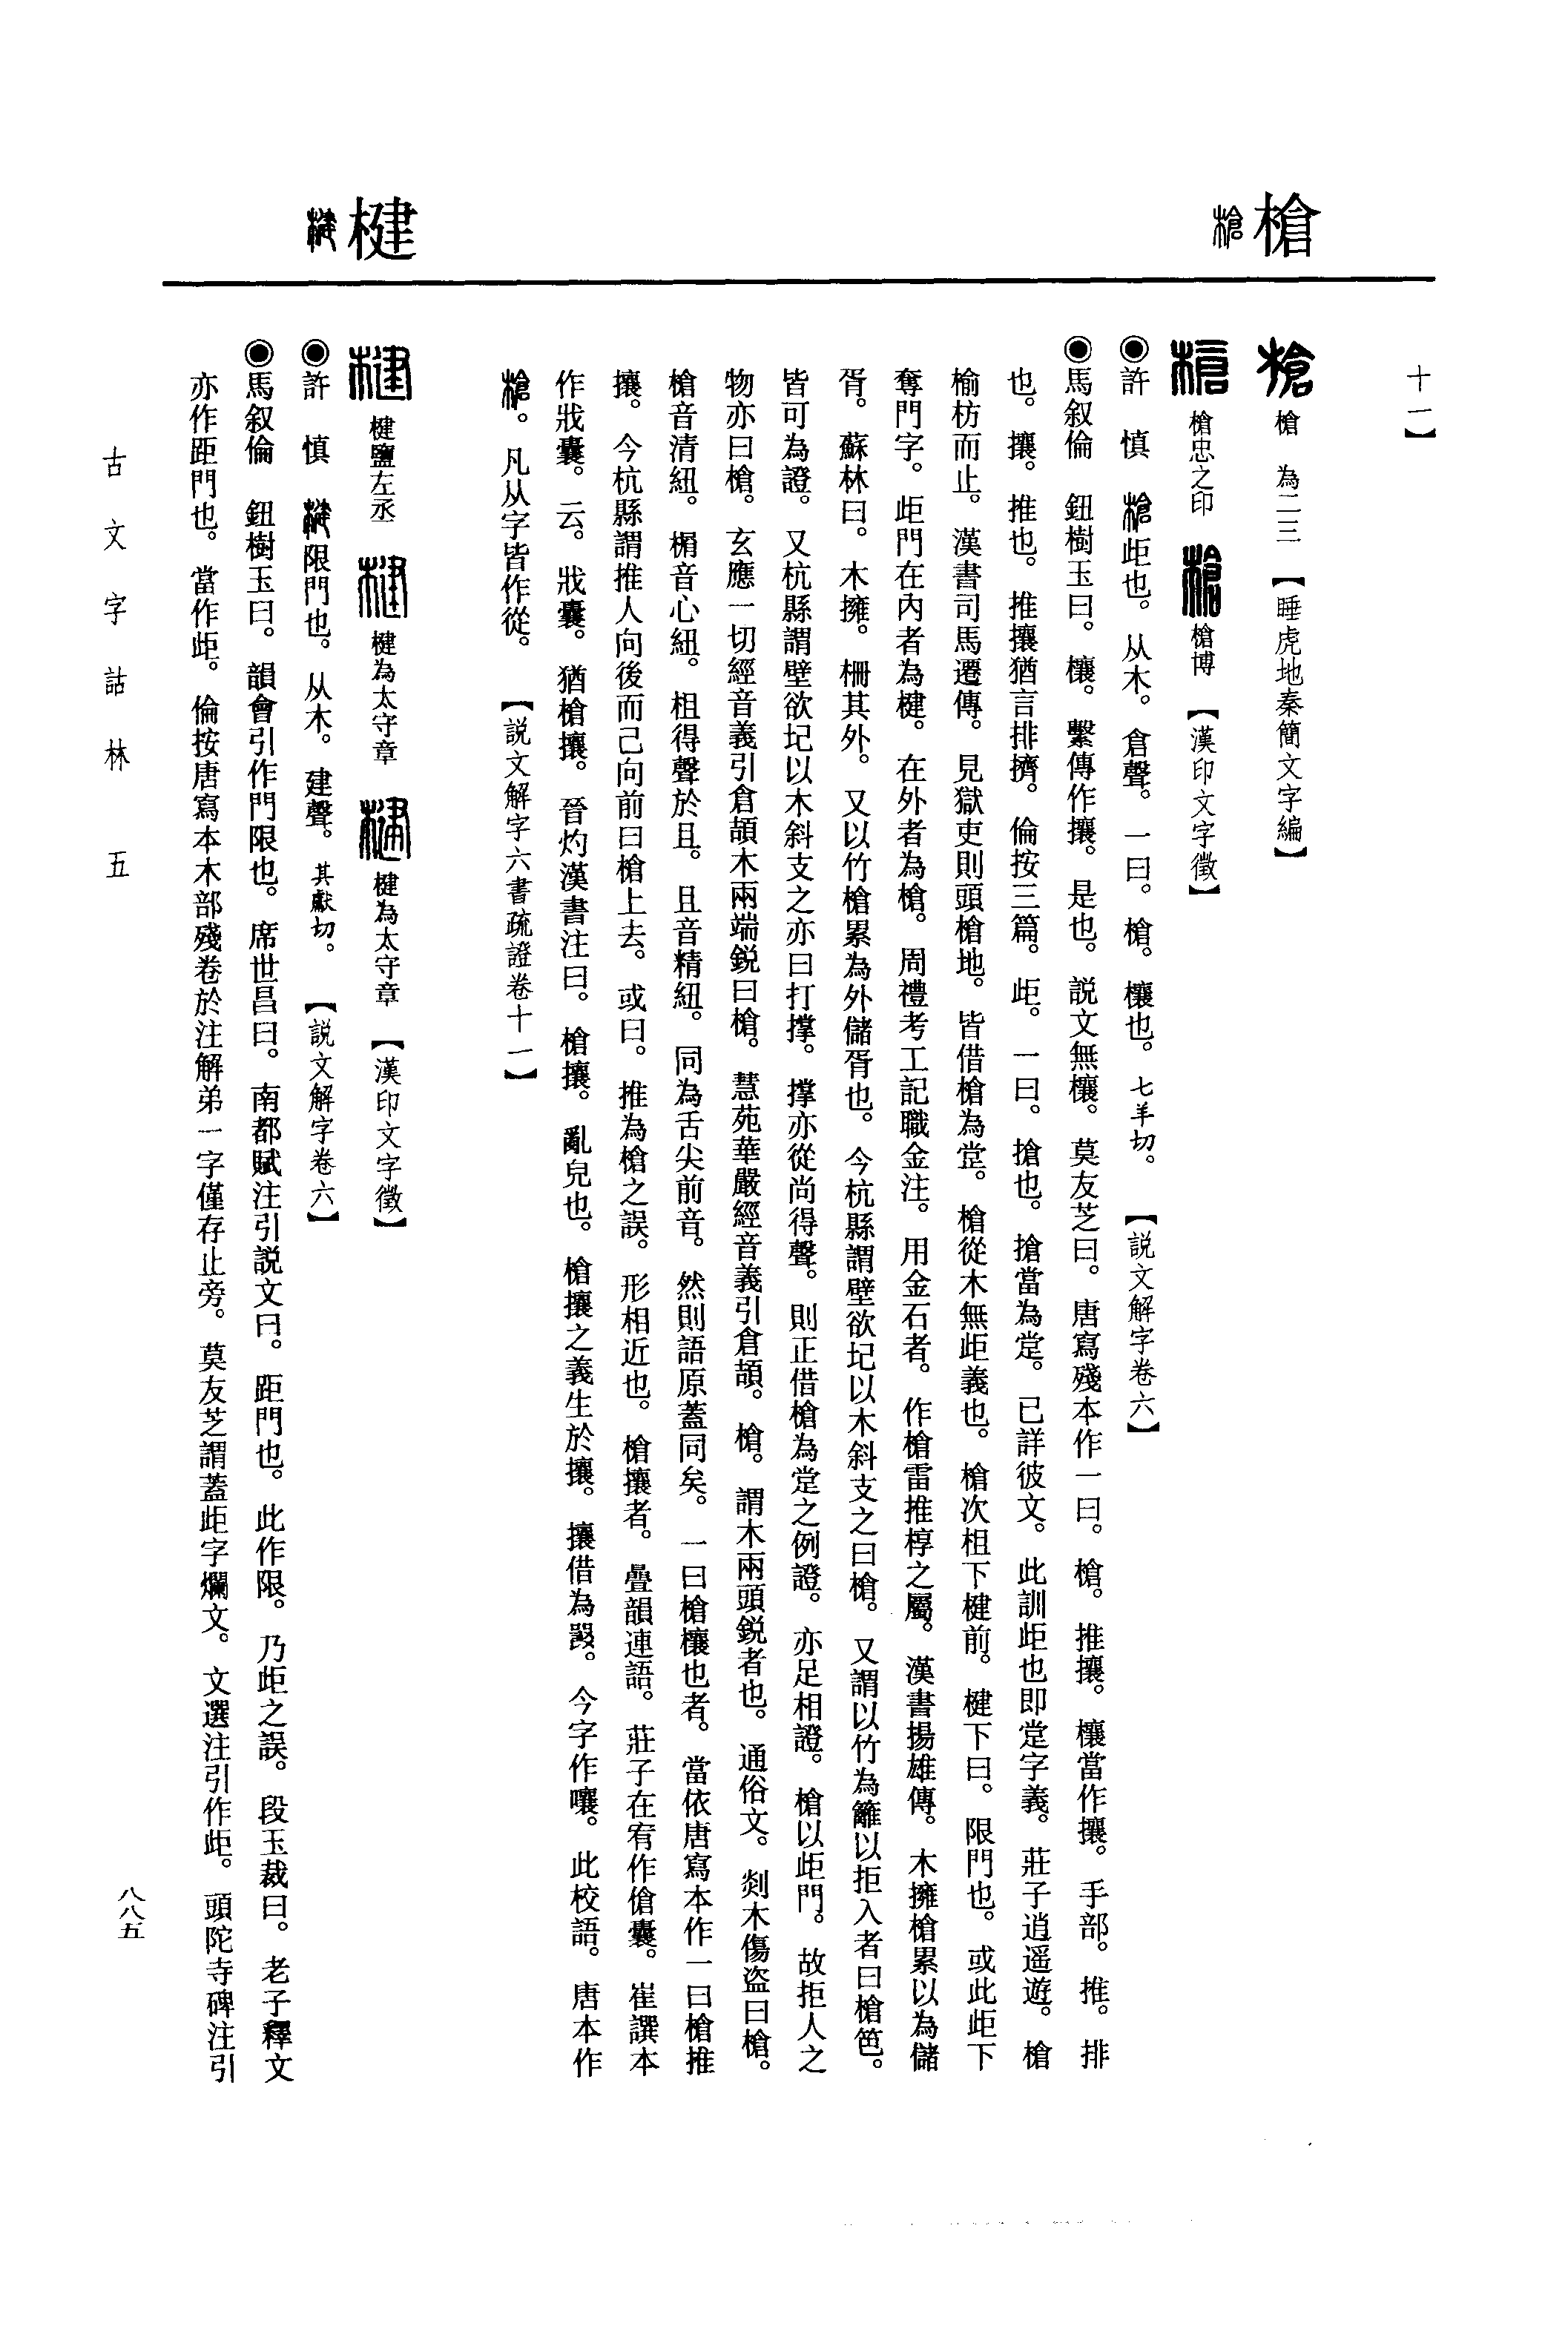 槍
楗
十一】
槍　為二三　【睡虎地秦簡文字編】
槍忠之印　槍博　【漢印文字徵】
◉許　慎　槍歫也。从木。倉聲。一曰。槍。欀也。七羊切。【説文解字卷六】
◉馬叙倫　鈕樹玉曰。欀。繫傳作攘。是也。説文無欀。莫友芝曰。唐寫殘本作一曰。槍。推攘。欀當作攘。手部。推。排
也。攘。推也。推攘猶言排擠。倫按三篇。歫。一曰。搶也。搶當為䟫。已詳彼文。此訓歫也即䟫字義。莊子逍遥遊。槍
榆枋而止。漢書司馬遷傳。見獄吏則頭槍地。皆借槍為䟫。槍從木無歫義也。槍次柤下楗前。楗下曰。限門也。或此歫下
奪門字。歫門在内者為楗。在外者為槍。周禮考工記職金注。用金石者。作槍雷推椁之屬。漢書揚雄傳。木擁槍累以為儲
胥。蘇林曰。木擁。柵其外。又以竹槍累為外儲胥也。今杭縣謂壁欲圮以木斜支之曰槍。又謂以竹為籬以拒入者曰槍笆。
皆可為證。又杭縣謂壁欲圮以木斜支之亦曰打撐。撐亦從尚得聲。則正借槍為䟫之例證。亦足相證。槍以歫門。故拒人之
物亦曰槍。玄應一切經音義引倉頡木兩端鋭曰槍。慧苑華嚴經音義引倉頡。槍。謂木兩頭鋭者也。通俗文。剡木傷盜曰槍。
槍音清紐。楈音心紐。柤得聲於且。且音精紐。同為舌尖前音。然則語原蓋同矣。一曰槍欀也者。當依唐寫本作一曰槍推
攘。今杭縣謂推人向後而己向前曰槍上去。或曰。推為槍之誤。形相近也。槍攘者。疊韻連語。莊子在宥作傖囊。崔譔本
作戕囊。云。戕囊。猶槍攘。晉灼漢書注曰。槍攘。亂皃也。槍攘之義生於攘。攘借為㗊。今字作嚷。此校語。唐本作
槍。凡从字皆作從。【説文解字六書疏證卷十一】
楗鹽左丞　楗為太守章　楗為太守章　【漢印文字徵】
◉許　慎　楗限門也。从木。建聲。其獻切。【説文解字卷六】
◉馬叙倫　鈕樹玉曰。韻會引作門限也。席世昌曰。南都賦注引説文曰。距門也。此作限。乃歫之誤。段玉裁曰。老子釋文
亦作距門也。當作歫。倫按唐寫本木部殘卷於注解弟一字僅存止旁。莫友芝謂蓋歫字爛文。文選注引作歫。頭陀寺碑注引
古文字詁林　五
八八五